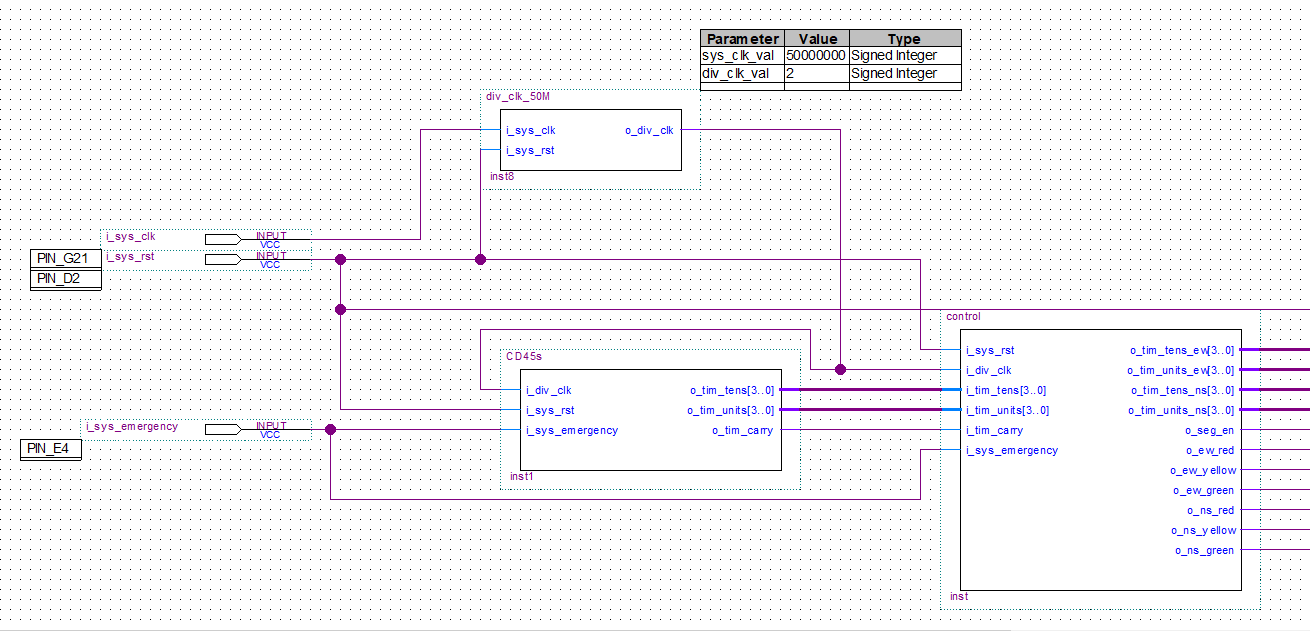 Parameter Value Type
sys_clk_val 50000000 Signed Integer
div_clk_val 2 Signed Integer
div_clk_50M
i_sys_clk o_div_clk
i_sys_rst
inst8
i_sys_clk INPUT
VCC
PIN_G21 i_sys_rst INPUT
VCC
PIN_D2
control
CD45s
i_sys_rst o_tim_tens_ew[3..0]
i_div_clk o_tim_units_ew[3..0]
i_div_clk o_tim_tens[3..0] i_tim_tens[3..0] o_tim_tens_ns[3..0]
i_sys_rst o_tim_units[3..0] i_tim_units[3..0] o_tim_units_ns[3..0]
i_sys_emergency INPUT
VCC
i_sys_emergency o_tim_carry i_tim_carry o_seg_en
PIN_E4
i_sys_emergency o_ew_red
o_ew_yellow
inst1
o_ew_green
o_ns_red
o_ns_yellow
o_ns_green
inst